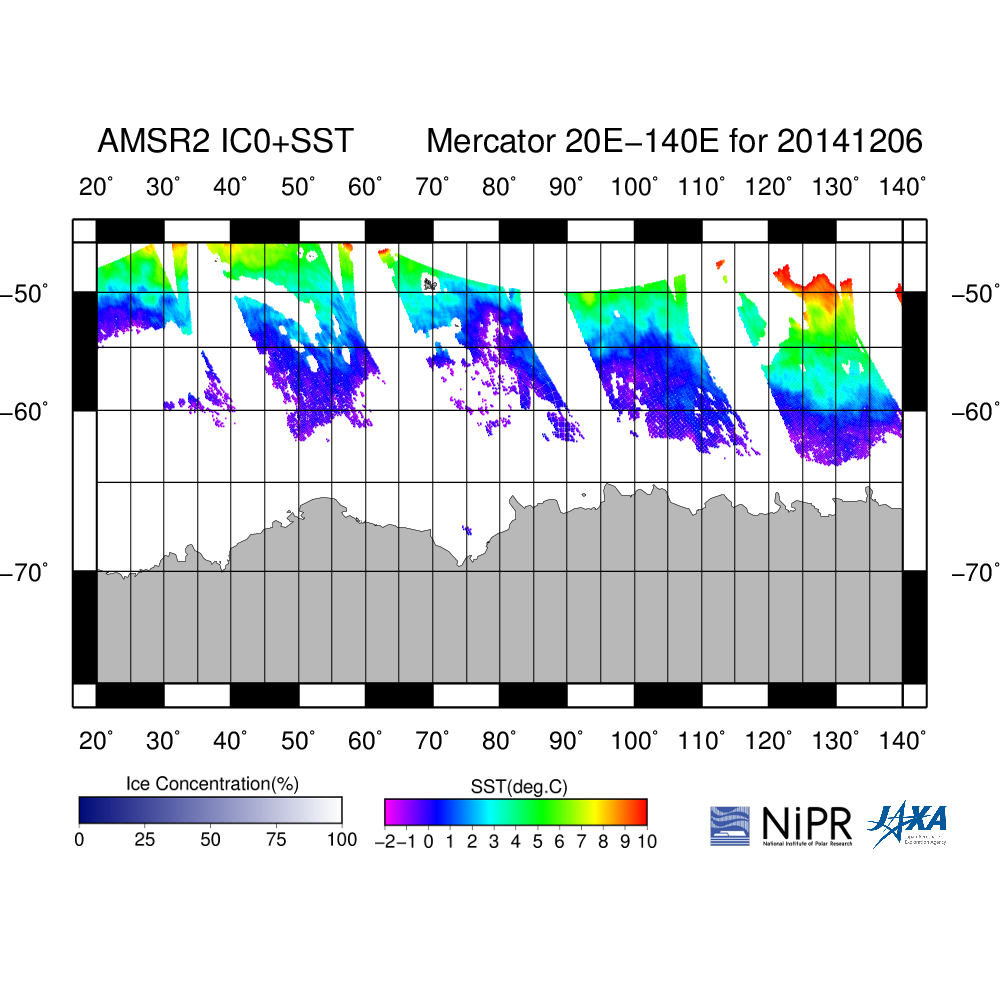 AMSR2 IC0+SST Mercator 20E−140E for 20141206
20° 30° 40° 50° 60° 70° 80° 90° 100° 110° 120° 130° 140°
−50° −50°
−60° −60°
−70° −70°
20° 30° 40° 50° 60° 70° 80° 90° 100° 110° 120° 130° 140°
Ice Concentration(%) SST(deg.C)
0 25 50 75 100 −2−1 0 1 2 3 4 5 6 7 8 9 10
NiPR JAXA
National Institute of Polar Research
Exploration Agency